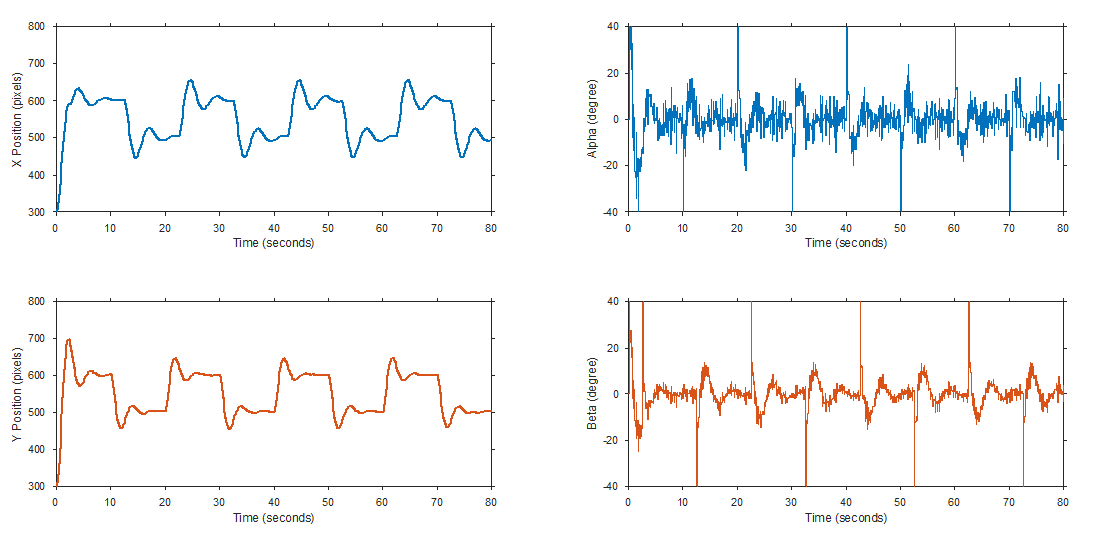 X Position (pixels)
800
700
600
500
400
300
0 10 20 30 40 50 60 70 80
Time (seconds)
Alpha (degree)
40
20
0
-20
-40
0 10 20 30 40 50 60 70 80
Time (seconds)
Y Position (pixels)
800
700
600
500
400
300
0 10 20 30 40 50 60 70 80
Time (seconds)
Beta (degree)
40
20
0
-20
-40
0 10 20 30 40 50 60 70 80
Time (seconds)